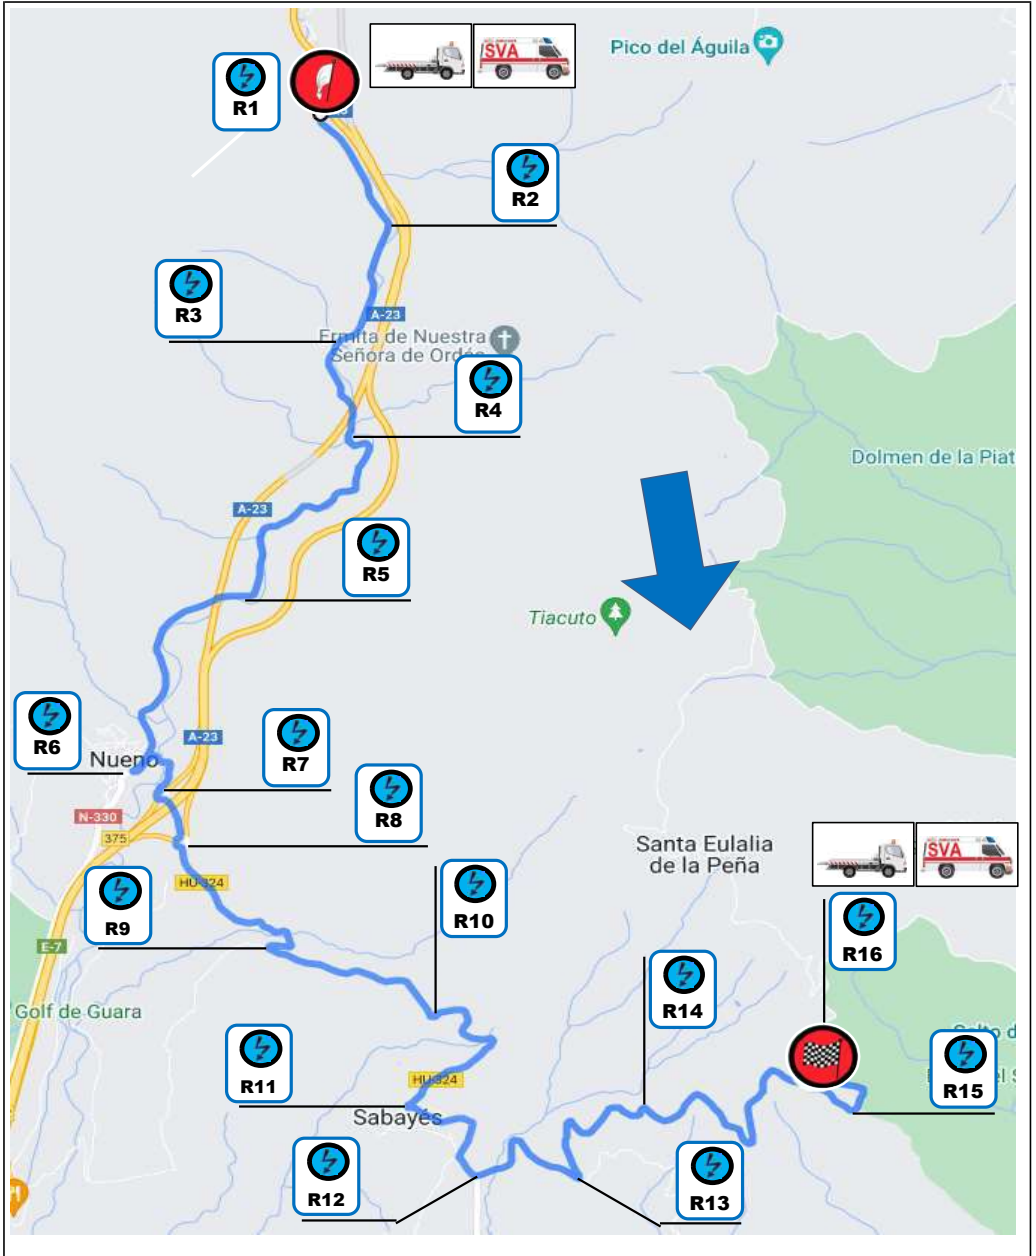 Pico del Águila
SVA
R1
R2
R3
A-23
Ermita de Nuestra
Señora de Ordás
R4
Dolmen de la Piat
A-23
R5
Tiacuto
R6
Nueno
A-23
R7
R8
N-330
375
Santa Eulalia
de la Peña
SVA
HU-324
R9
R10
R16
E-7
Golf de Guara
R14
R11
HU-324
R15
Sabayés
R12
R13